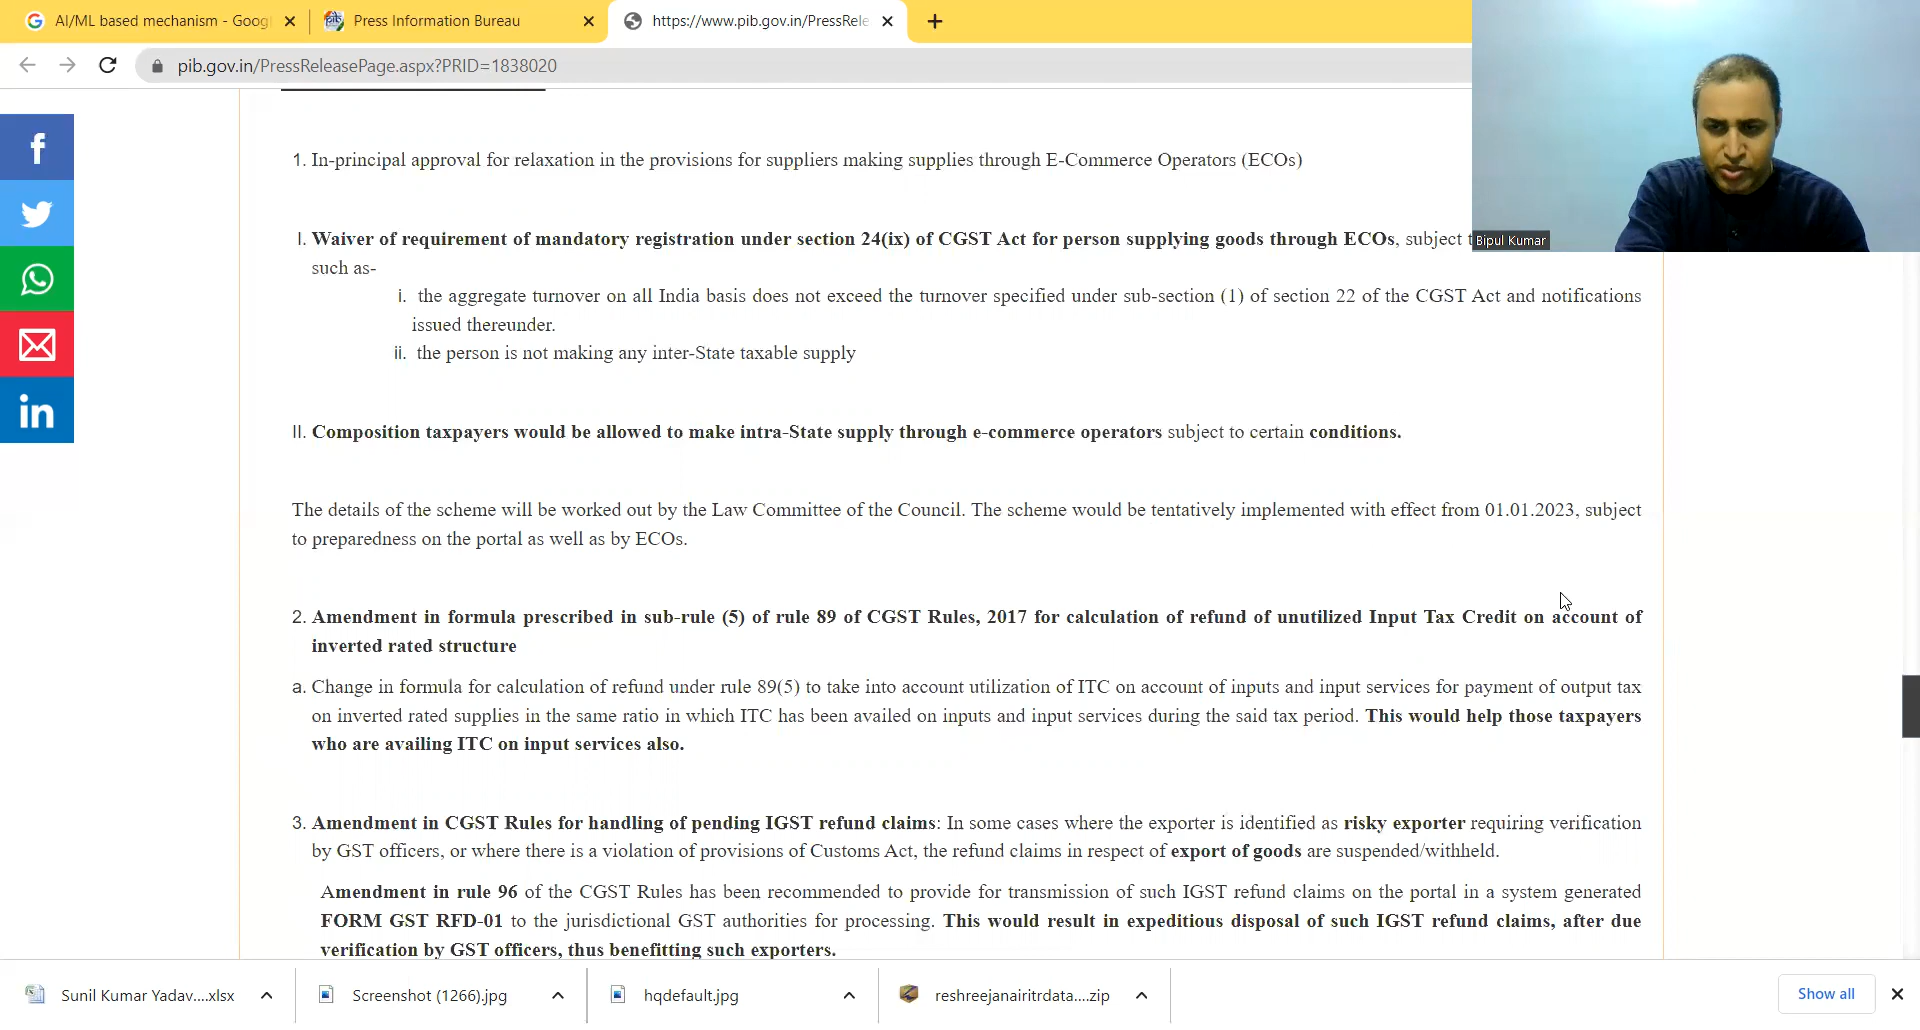 AI/ML based mechanism - Goog
Press Information Bureau
https://www.pib.gov.in/PressRele
pib.gov.in/PressReleasePage.aspx?PRID=1838020
1. In-principal approval for relaxation in the provisions for suppliers making supplies through E-Commerce Operators (ECOs)
I. Waiver of requirement of mandatory registration under section 24(ix) of CGST Act for person supplying goods through ECOs, subject
Bipul Kumar
such as-
i. the aggregate turnover on all India basis does not exceed the turnover specified under sub-section (1) of section 22 of the CGST Act and notifications
issued thereunder.
ii. the person is not making any inter-State taxable supply
II. Composition taxpayers would be allowed to make intra-State supply through e-commerce operators subject to certain conditions.
The details of the scheme will be worked out by the Law Committee of the Council. The scheme would be tentatively implemented with effect from 01.01.2023, subject
to preparedness on the portal as well as by ECOs.
2. Amendment in formula prescribed in sub-rule (5) of rule 89 of CGST Rules, 2017 for calculation of refund of unutilized Input Tax Credit on account of
inverted rated structure
a. Change in formula for calculation of refund under rule 89(5) to take into account utilization of ITC on account of inputs and input services for payment of output tax
on inverted rated supplies in the same ratio in which ITC has been availed on inputs and input services during the said tax period. This would help those taxpayers
who are availing ITC on input services also.
3. Amendment in CGST Rules for handling of pending IGST refund claims: In some cases where the exporter is identified as risky exporter requiring verification
by GST officers, or where there is a violation of provisions of Customs Act, the refund claims in respect of export of goods are suspended/withheld.
Amendment in rule 96 of the CGST Rules has been recommended to provide for transmission of such IGST refund claims on the portal in a system generated
FORM GST RFD-01 to the jurisdictional GST authorities for processing. This would result in expeditious disposal of such IGST refund claims, after due
verification by GST officers, thus benefitting such exporters.
Sunil Kumar Yadav....xlsx
Screenshot (1266).jpg
hqdefault.jpg
reshreejanairitrdata....zip
Show all